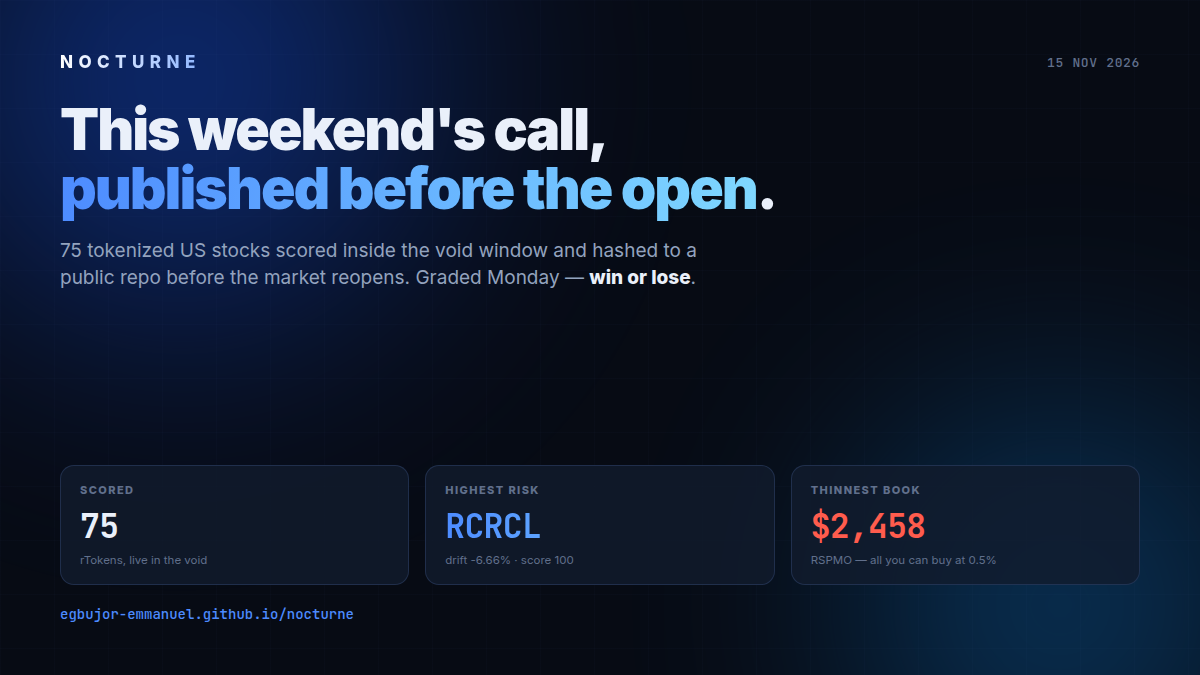 NOCTURNE
15 NOV 2026
This weekend's call,
published before the open.
75 tokenized US stocks scored inside the void window and hashed to a
public repo before the market reopens. Graded Monday — win or lose.
SCORED
75
rTokens, live in the void
HIGHEST RISK
RCRCL
drift -6.66% · score 100
THINNEST BOOK
$2,458
RSPMO — all you can buy at 0.5%
egbujor-emmanuel.github.io/nocturne